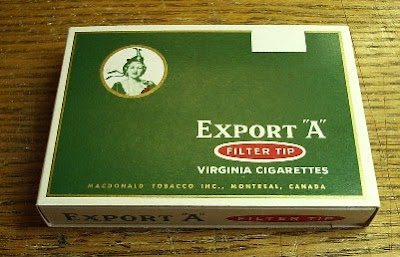 EXPORT "A"
FILTER TIP
VIRGINIA CIGARETTES
MACDONALD TOBACCO INC., MONTREAL, CANADA
EXPORT "A" FILTER TIP